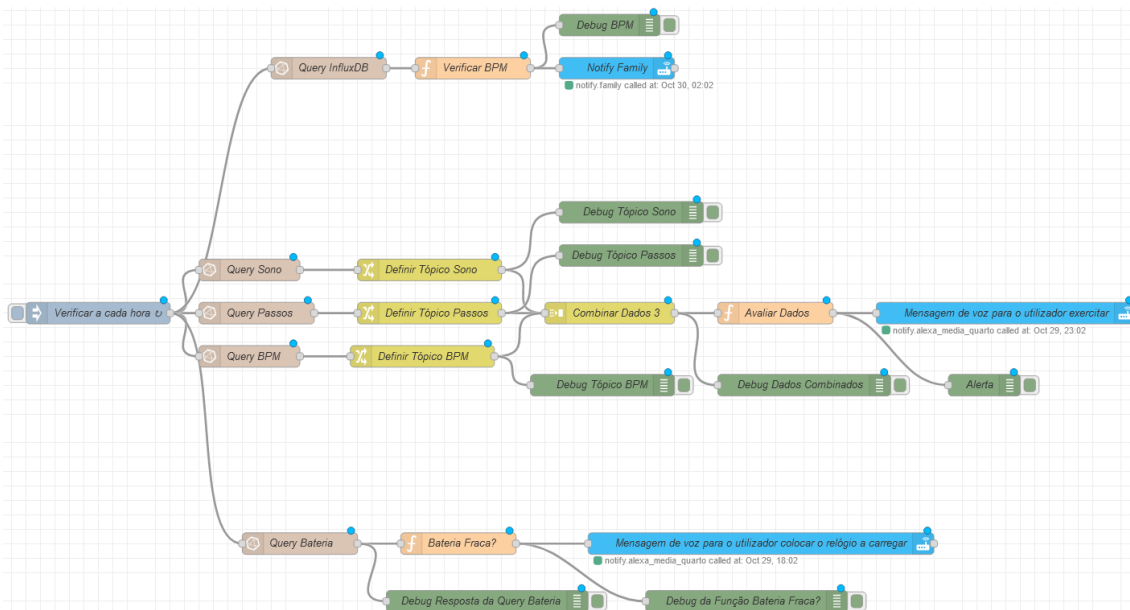 Debug BPM
Query InfluxDB
Verificar BPM
Notify Family
notify.family called at: Oct 30, 02:02
Debug Tópico Sono
Debug Tópico Passos
Query Sono
Definir Tópico Sono
Verificar a cada hora ↻
Query Passos
Definir Tópico Passos
Combinar Dados 3
Avaliar Dados
Mensagem de voz para o utilizador exercitar
notify.alexa_media_quarto called at: Oct 29, 23:02
Query BPM
Definir Tópico BPM
Debug Tópico BPM
Debug Dados Combinados
Alerta
Query Bateria
Bateria Fraca?
Mensagem de voz para o utilizador colocar o relógio a carregar
notify.alexa_media_quarto called at: Oct 29, 18:02
Debug Resposta da Query Bateria
Debug da Função Bateria Fraca?